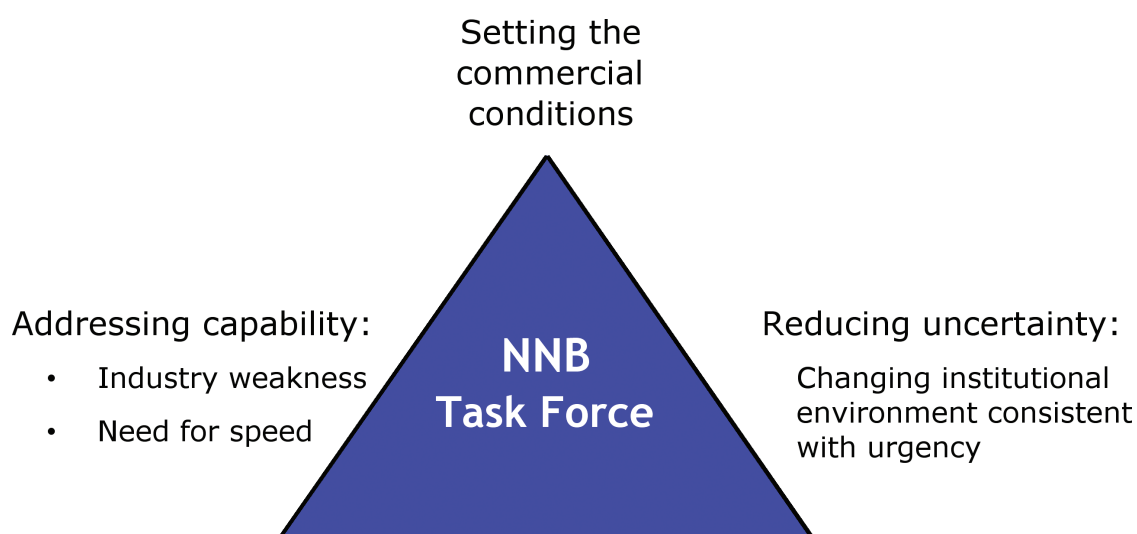 Setting the
commercial
conditions
Addressing capability:
• Industry weakness
• Need for speed
NNB
Task Force
Reducing uncertainty:
Changing institutional
environment consistent
with urgency